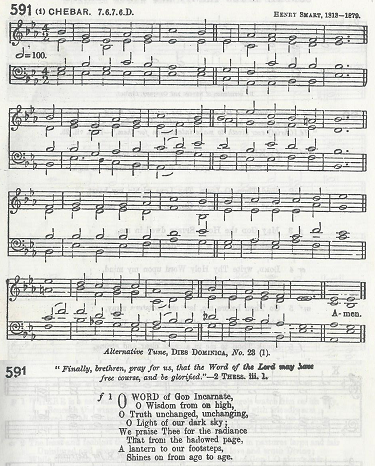 591 (1) CHEBAR. 7.6.7.6.D. HENRY SMART, 1813–1879.
=100.
A- men.
Alternative Tune, DIES DOMINICA, No. 23 (1).
591
"Finally, brethren, pray for us, that the Word of the Lord may have
free course, and be glorified."—2 THESS. iii. 1.
f 1 O WORD of GOD Incarnate,
O Wisdom from on high,
O Truth unchanged, unchanging,
O Light of our dark sky;
We praise Thee for the radiance
That from the hallowed page,
A lantern to our footsteps,
Shines on from age to age.